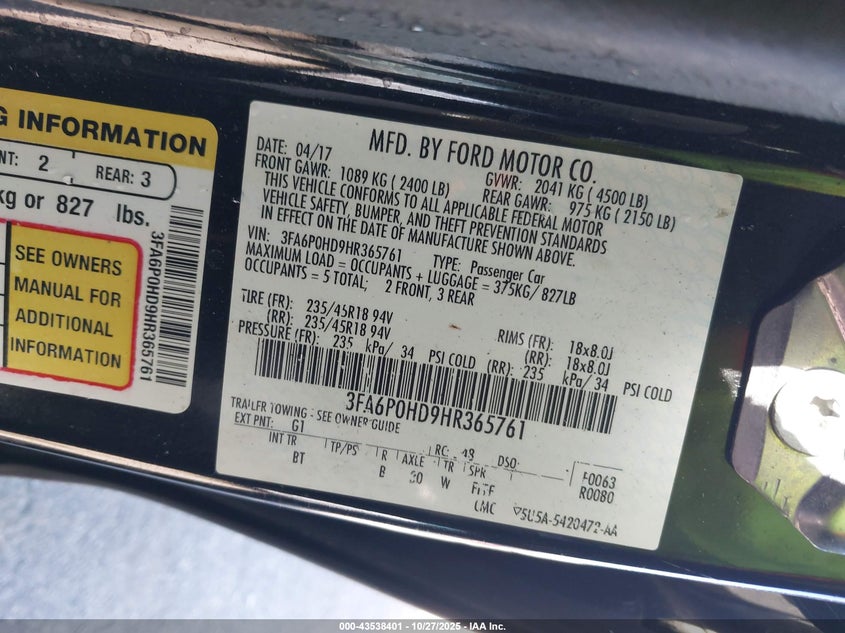 G INFORMATION
NT: 2 REAR: 3
kg or 827 lbs.
SEE OWNERS
MANUAL FOR
ADDITIONAL
INFORMATION
3FA6P0HD9HR365761
MFD. BY FORD MOTOR CO.
DATE: 04/17 GVWR: 2041 KG ( 4500 LB)
FRONT GAWR: 1089 KG ( 2400 LB) REAR GAWR: 975 KG ( 2150 LB)
THIS VEHICLE CONFORMS TO ALL APPLICABLE FEDERAL MOTOR
VEHICLE SAFETY, BUMPER, AND THEFT PREVENTION STANDARDS
IN EFFECT ON THE DATE OF MANUFACTURE SHOWN ABOVE.
VIN: 3FA6P0HD9HR365761 TYPE: Passenger Car
MAXIMUM LOAD = OCCUPANTS + LUGGAGE = 375KG/ 827LB
OCCUPANTS = 5 TOTAL; 2 FRONT, 3 REAR
TIRE (FR): 235/45R18 94V RIMS (FR): 18x8.0J
(RR): 235/45R18 94V (RR): 18x8.0J
PRESSURE (FR): 235 kPa/ 34 PSI COLD (RR): 235 kPa/ 34 PSI COLD
3FA6P0HD9HR365761
TRAILER TOWING - SEE OWNER GUIDE
EXT PNT: G1 RC: 48 DSO: F0063
INT TR TP/PS R AXLE TR SPR R0080
BT B W
5U5A-5420472-AA
000-43538401 - 10/27/2025 - IAA Inc.